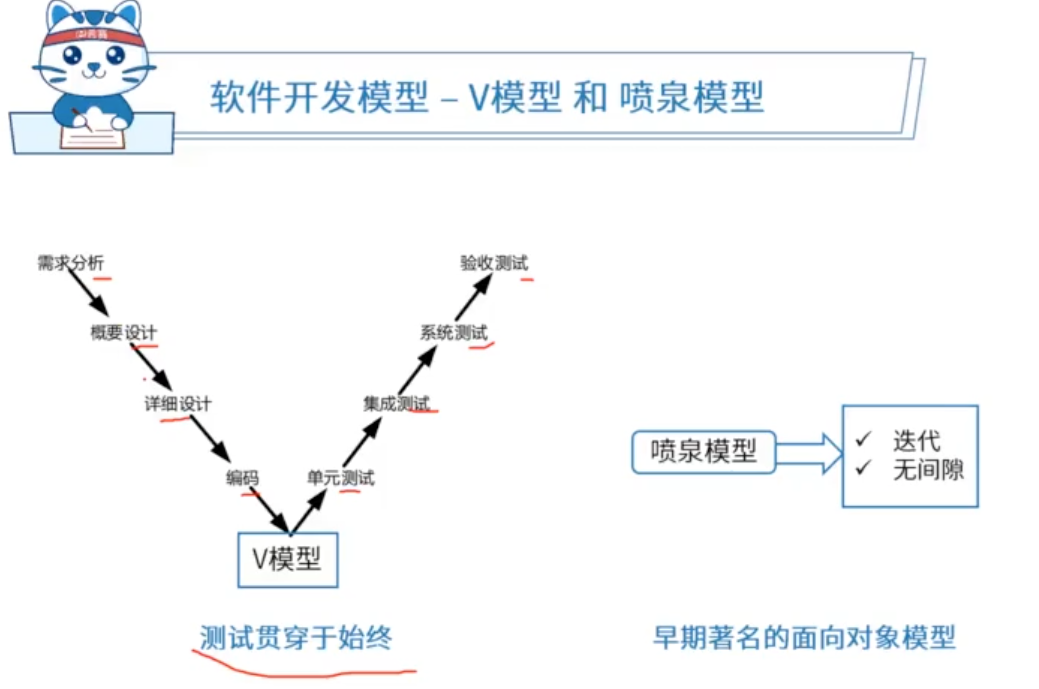 软件开发模型 – V模型 和 喷泉模型
需求分析
概要设计
详细设计
编码
单元测试
集成测试
系统测试
验收测试
V模型
测试贯穿于始终
喷泉模型
✓ 迭代
✓ 无间隙
早期著名的面向对象模型